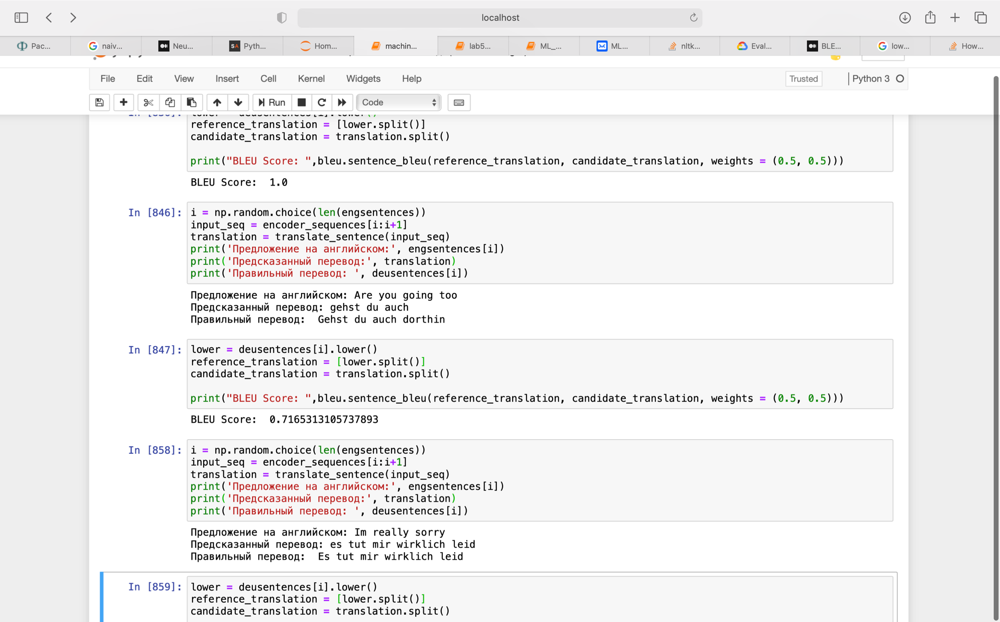 localhost
Рас... naiv... Neu... Pyth... Hom... machin... lab5... ML_... ML... nltk... Eval... BLE... low... How...
File Edit View Insert Cell Kernel Widgets Help Trusted Python 3
Run Code
reference_translation = [lower.split()]
candidate_translation = translation.split()
print("BLEU Score: ",bleu.sentence_bleu(reference_translation, candidate_translation, weights = (0.5, 0.5)))
BLEU Score:  1.0
In [846]: i = np.random.choice(len(engsentences))
input_seq = encoder_sequences[i:i+1]
translation = translate_sentence(input_seq)
print('Предложение на английском:', engsentences[i])
print('Предсказанный перевод:', translation)
print('Правильный перевод: ', deusentences[i])
Предложение на английском: Are you going too
Предсказанный перевод: gehst du auch
Правильный перевод:  Gehst du auch dorthin
In [847]: lower = deusentences[i].lower()
reference_translation = [lower.split()]
candidate_translation = translation.split()
print("BLEU Score: ",bleu.sentence_bleu(reference_translation, candidate_translation, weights = (0.5, 0.5)))
BLEU Score:  0.7165313105737893
In [858]: i = np.random.choice(len(engsentences))
input_seq = encoder_sequences[i:i+1]
translation = translate_sentence(input_seq)
print('Предложение на английском:', engsentences[i])
print('Предсказанный перевод:', translation)
print('Правильный перевод: ', deusentences[i])
Предложение на английском: Im really sorry
Предсказанный перевод: es tut mir wirklich leid
Правильный перевод:  Es tut mir wirklich leid
In [859]: lower = deusentences[i].lower()
reference_translation = [lower.split()]
candidate_translation = translation.split()